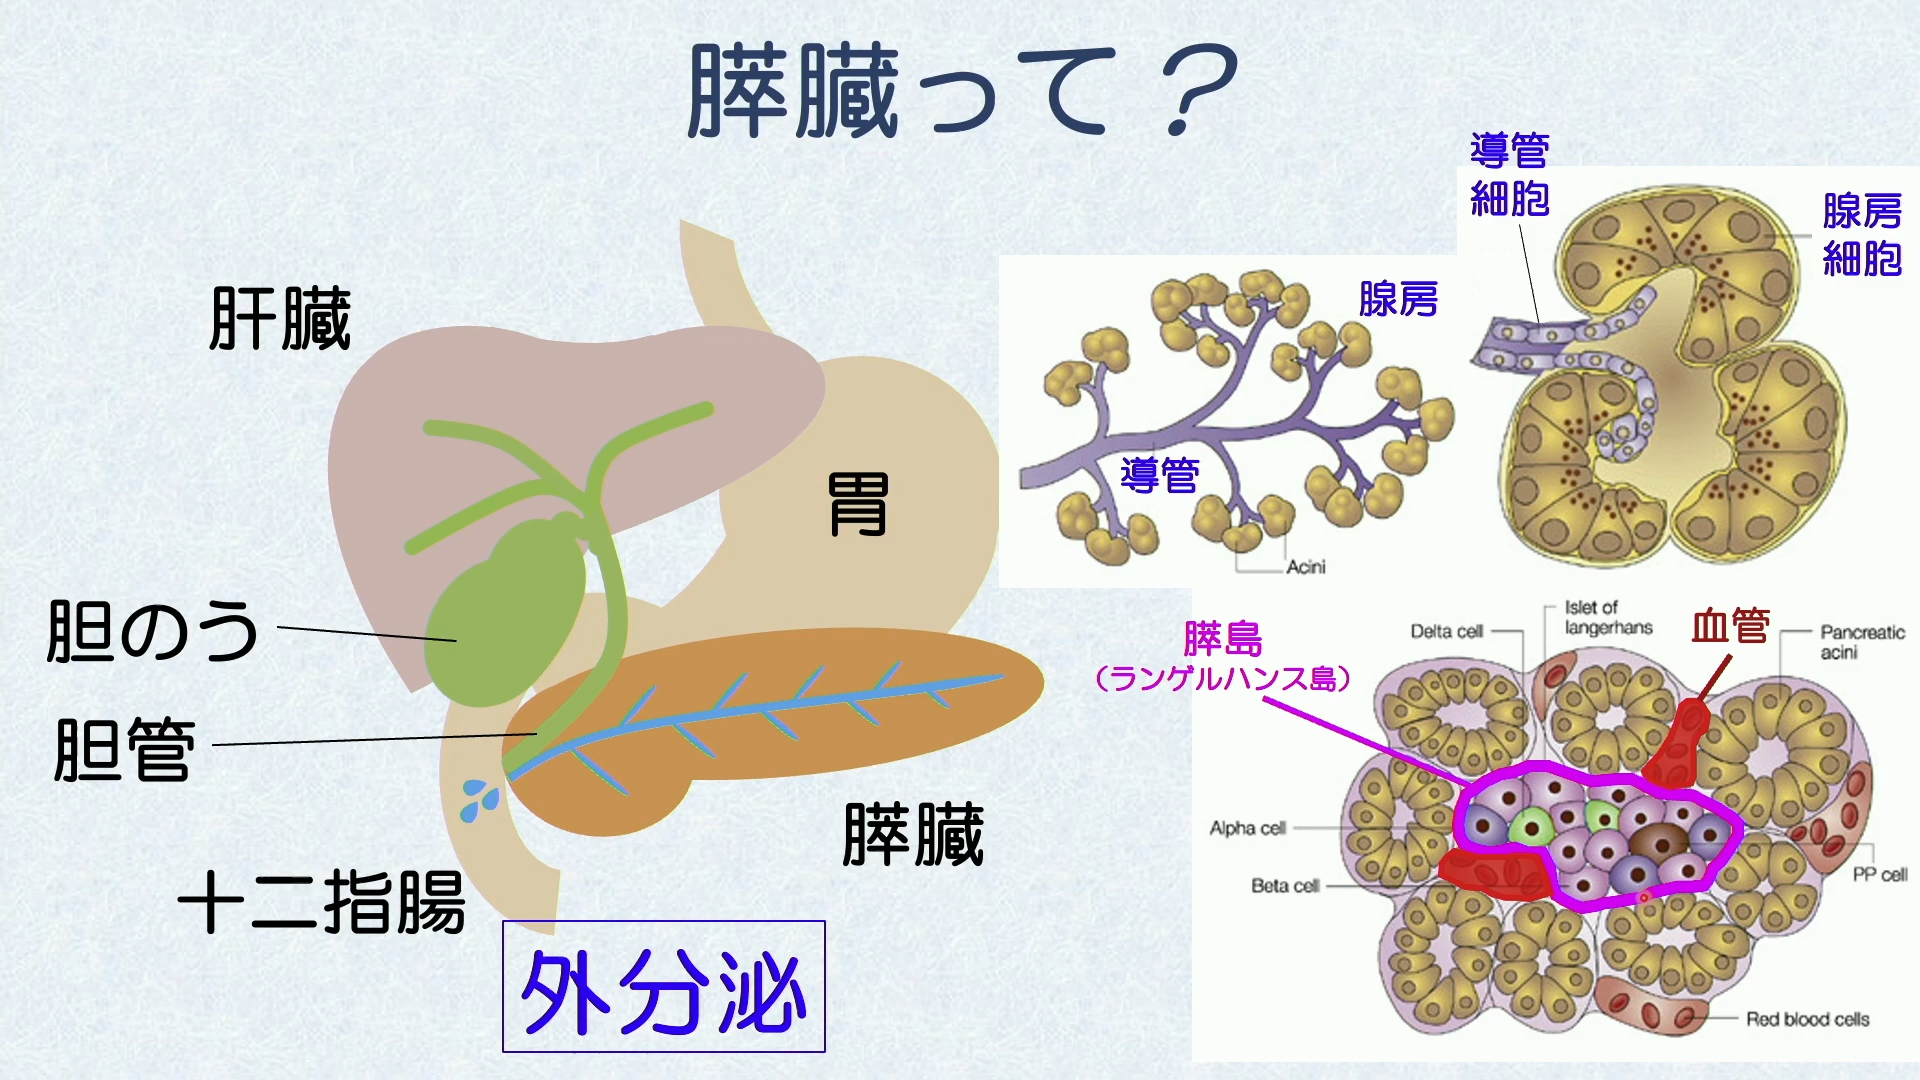 膵臓って？
導管
細胞
腺房
細胞
腺房
肝臓
胃
導管
Acini
胆のう
胆管
膵臓
十二指腸
外分泌
膵島
（ランゲルハンス島）
血管
Islet of
langerhans
Delta cell
Pancreatic
acini
Alpha cell
Beta cell
PP cell
Red blood cells